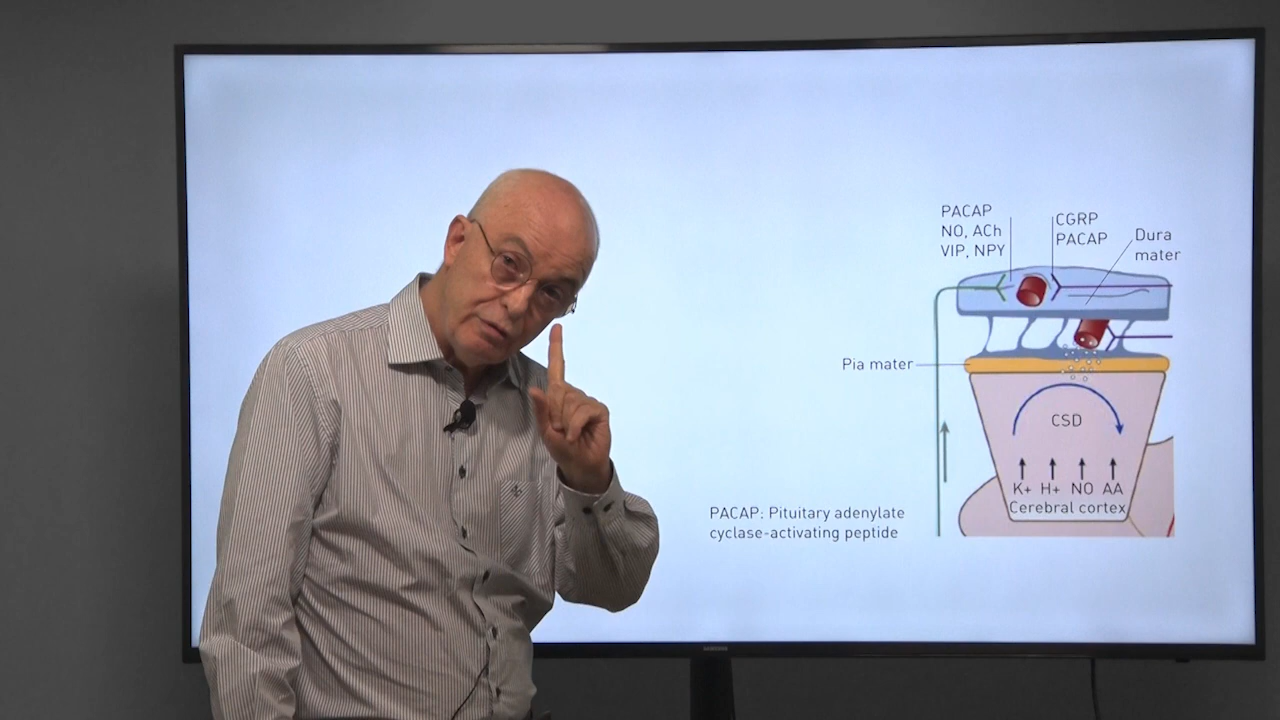 PACAP
NO, ACh
VIP, NPY
CGRP
PACAP
Dura
mater
Pia mater
CSD
K+ H+ NO AA
Cerebral cortex
PACAP: Pituitary adenylate
cyclase-activating peptide
SAMSUNG